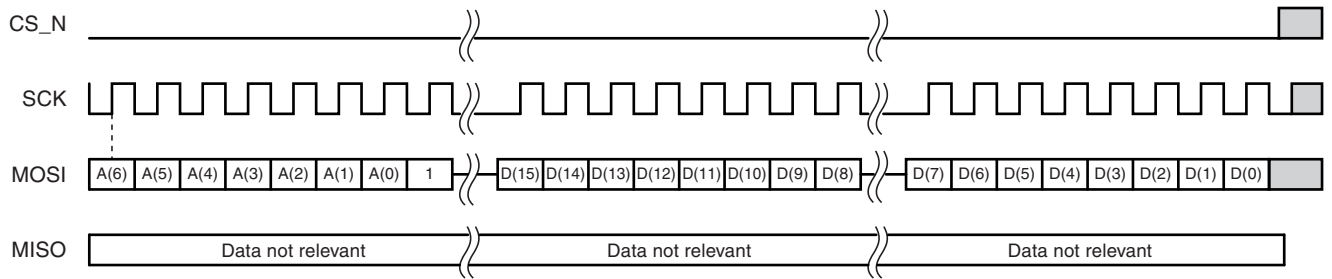 CS_N
SCK
MOSI A(6) A(5) A(4) A(3) A(2) A(1) A(0) 1 D(15) D(14) D(13) D(12) D(11) D(10) D(9) D(8) D(7) D(6) D(5) D(4) D(3) D(2) D(1) D(0)
MISO Data not relevant Data not relevant Data not relevant